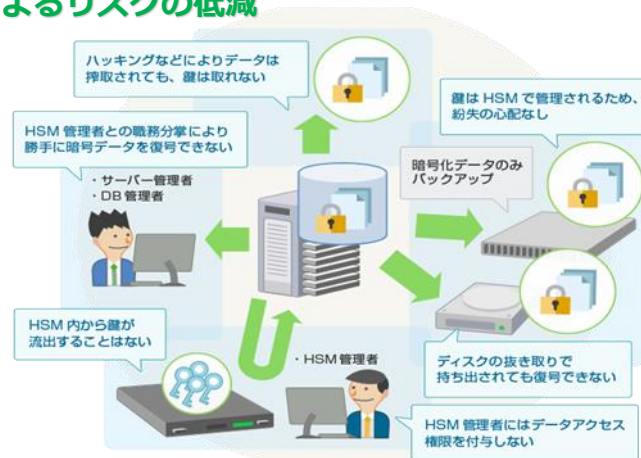 よるリスクの低減
ハッキングなどによりデータは
搾取されても、鍵は取れない
鍵は HSM で管理されるため、
紛失の心配なし
HSM 管理者との職務分掌により
勝手に暗号データを復号できない
暗号化データのみ
バックアップ
・サーバー管理者
・DB 管理者
HSM 内から鍵が
流出することはない
・HSM 管理者
ディスクの抜き取りで
持ち出されても復号できない
HSM 管理者にはデータアクセス
権限を付与しない